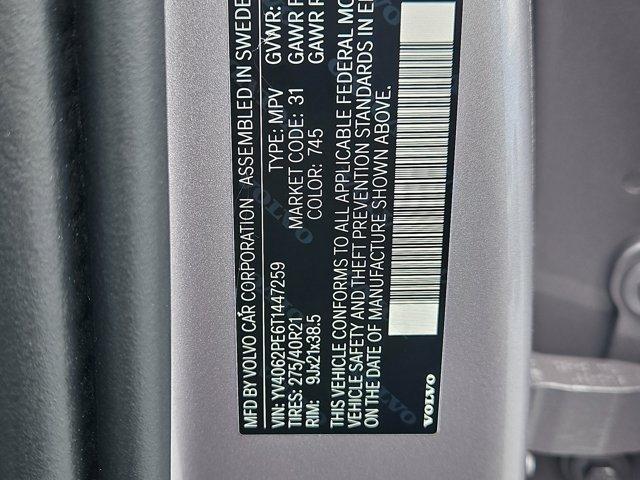 MFD BY VOLVO CAR CORPORATION ASSEMBLED IN SWEDE
VIN: YV4062PE6T1447259 TYPE: MPV GVWR:
TIRES: 275/40R21 MARKET CODE: 31 GAWR F
RIM: 9Jx21x38.5 COLOR: 745 GAWR R
THIS VEHICLE CONFORMS TO ALL APPLICABLE FEDERAL MO
VEHICLE SAFETY AND THEFT PREVENTION STANDARDS IN E
ON THE DATE OF MANUFACTURE SHOWN ABOVE.
VOLVO